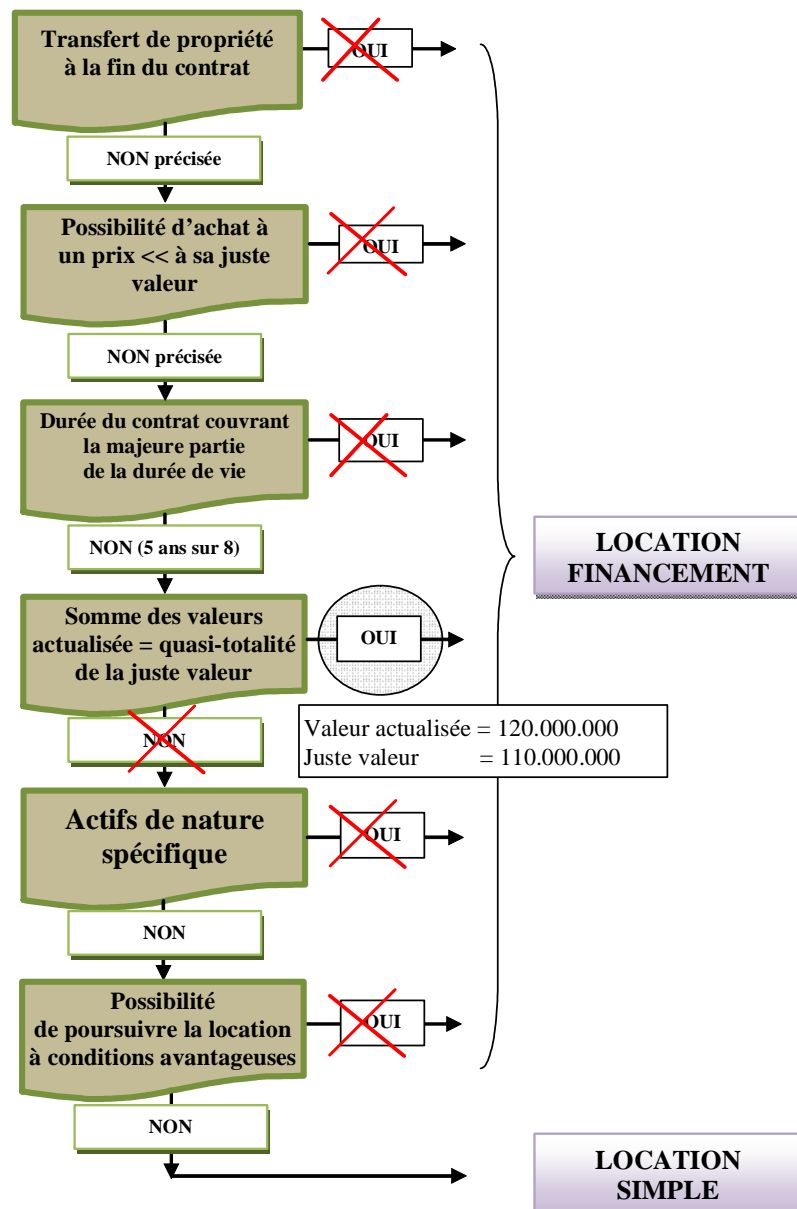 Transfert de propriété
à la fin du contrat
OUI
NON précisée
Possibilité d'achat à
un prix << à sa juste
valeur
OUI
NON précisée
Durée du contrat couvrant
la majeure partie
de la durée de vie
OUI
NON (5 ans sur 8)
LOCATION
FINANCEMENT
Somme des valeurs
actualisée = quasi-totalité
de la juste valeur
OUI
NON
Valeur actualisée = 120.000.000
Juste valeur = 110.000.000
Actifs de nature
spécifique
OUI
NON
Possibilité
de poursuivre la location
à conditions avantageuses
OUI
NON
LOCATION
SIMPLE